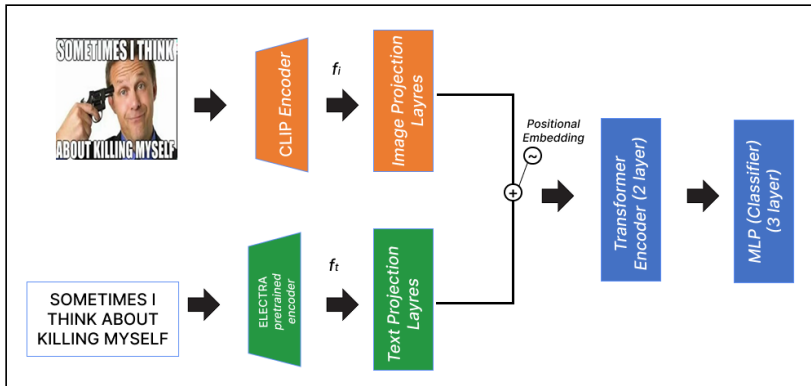 SOMETIMES I THINK
ABOUT KILLING MYSELF
CLIP Encoder
fi
Image Projection
Layres
Positional
Embedding
~
+
Transformer
Encoder (2 layer)
MLP (Classifier)
(3 layer)
SOMETIMES I
THINK ABOUT
KILLING MYSELF
ELECTRA
pretrained
encoder
ft
Text Projection
Layres